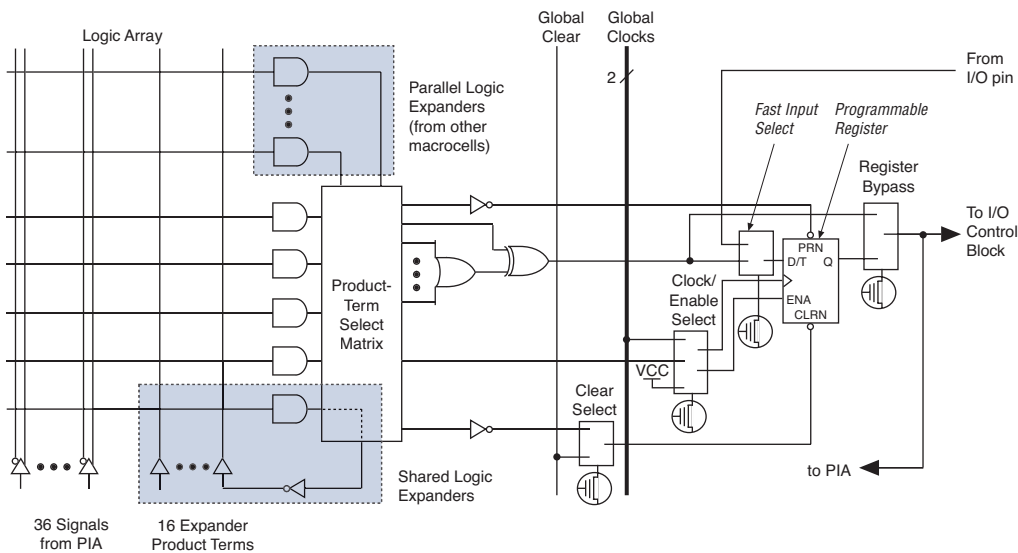 Logic Array
Global
Clear
Global
Clocks
2
From
I/O pin
Parallel Logic
Expanders
(from other
macrocells)
Fast Input
Select
Programmable
Register
Register
Bypass
To I/O
Control
Block
PRN
D/T
Q
ENA
CLRN
Product-
Term
Select
Matrix
Clock/
Enable
Select
VCC
Clear
Select
to PIA
Shared Logic
Expanders
36 Signals
from PIA
16 Expander
Product Terms